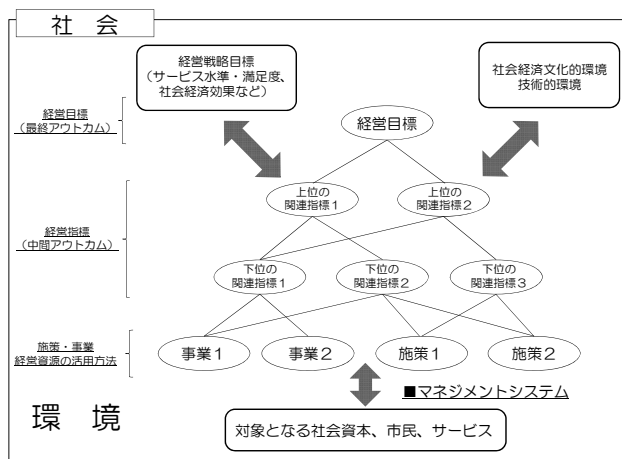 社　会
経営戦略目標
（サービス水準・満足度、
社会経済効果など）
社会経済文化的環境
技術的環境
経営目標
（最終アウトカム）
経営目標
上位の
関連指標１
上位の
関連指標２
経営指標
（中間アウトカム）
下位の
関連指標１
下位の
関連指標２
下位の
関連指標３
施策・事業
経営資源の活用方法
事業１
事業２
施策１
施策２
■マネジメントシステム
環　境
対象となる社会資本、市民、サービス